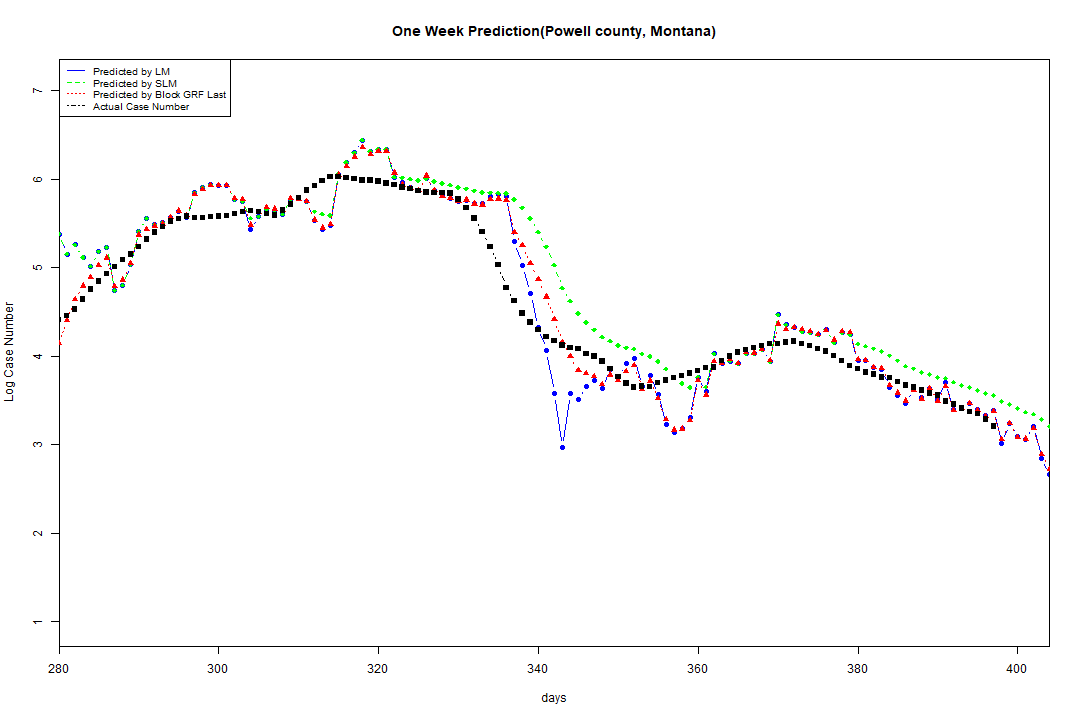 One Week Prediction(Powell county, Montana)
Predicted by LM
Predicted by SLM
Predicted by Block GRF Last
Actual Case Number
7
6
5
4
3
2
1
Log Case Number
280 300 320 340 360 380 400
days